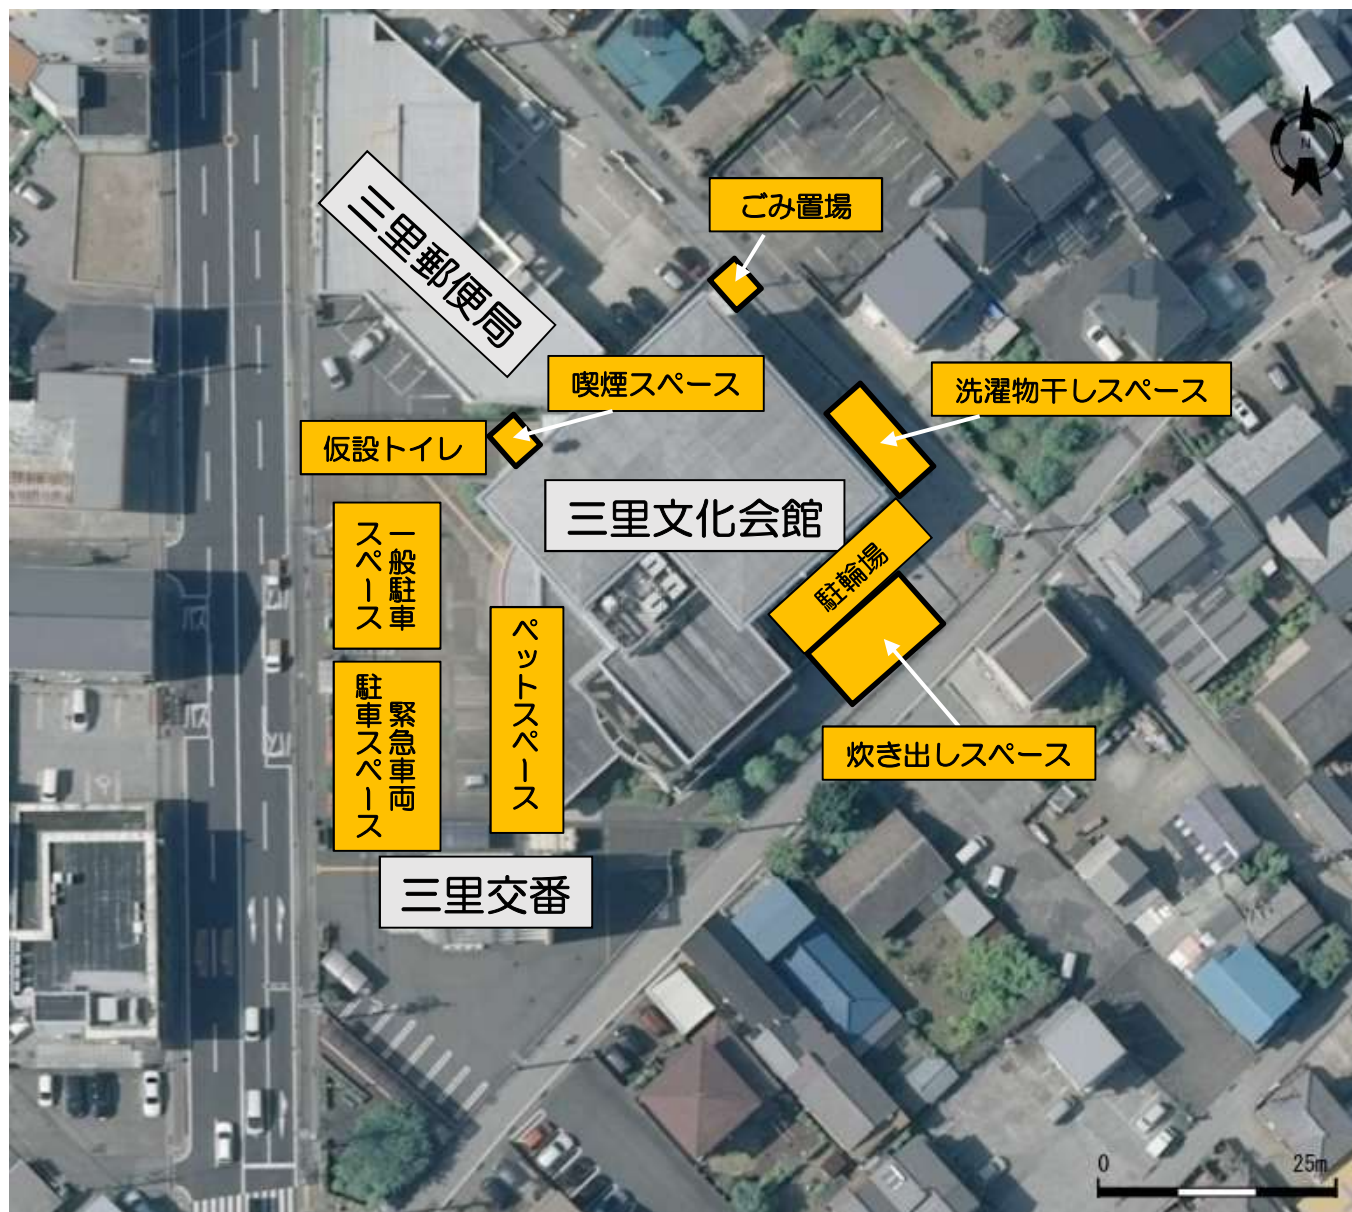 N
ごみ置場
三里郵便局
喫煙スペース
洗濯物干しスペース
仮設トイレ
三里文化会館
一般駐車
スペース
駐輪場
ペットスペース
緊急車両
駐車スペース
炊き出しスペース
三里交番
0 25m